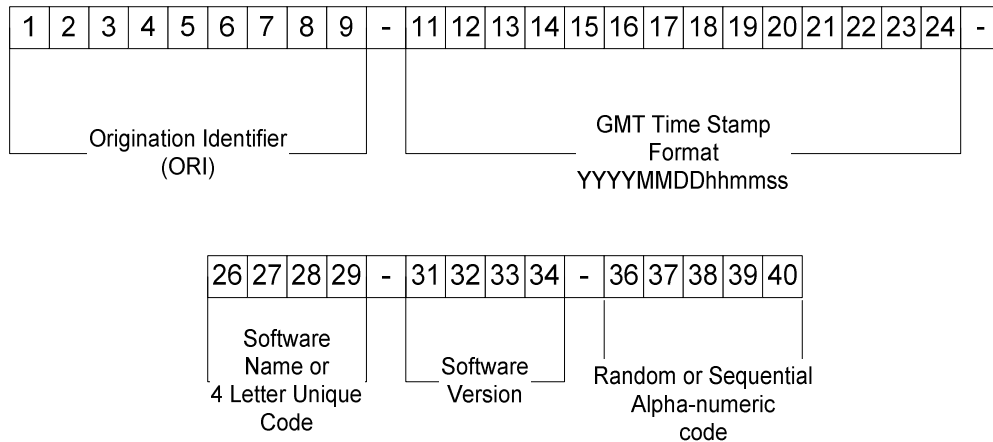 1 2 3 4 5 6 7 8 9 - 11 12 13 14 15 16 17 18 19 20 21 22 23 24 -
Origination Identifier
(ORI)
GMT Time Stamp
Format
YYYYMMDDhhmmss
26 27 28 29 - 31 32 33 34 - 36 37 38 39 40
Software
Name or
4 Letter Unique
Code
Software
Version
Random or Sequential
Alpha-numeric
code